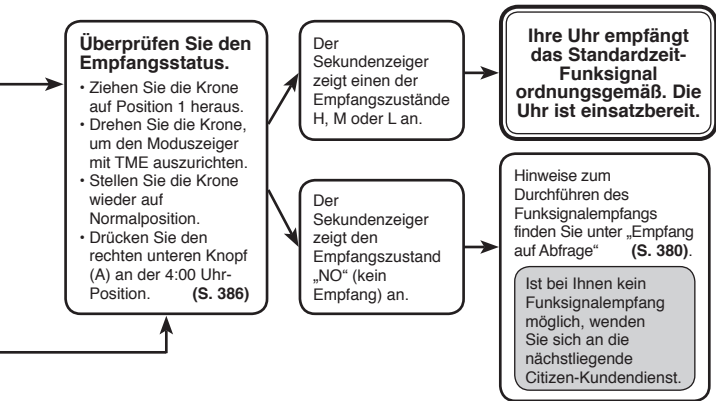 Überprüfen Sie den
Empfangsstatus.
• Ziehen Sie die Krone
auf Position 1 heraus.
• Drehen Sie die Krone,
um den Moduszeiger
mit TME auszurichten.
• Stellen Sie die Krone
wieder auf
Normalposition.
• Drücken Sie den
rechten unteren Knopf
(A) an der 4:00 Uhr-
Position. (S. 386)
Der
Sekundenzeiger
zeigt einen der
Empfangszustände
H, M oder L an.
Ihre Uhr empfängt
das Standardzeit-
Funksignal
ordnungsgemäß. Die
Uhr ist einsatzbereit.
Der
Sekundenzeiger
zeigt den
Empfangszustand
„NO“ (kein
Empfang) an.
Hinweise zum
Durchführen des
Funksignalempfangs
finden Sie unter „Empfang
auf Abfrage“ (S. 380).
Ist bei Ihnen kein
Funksignalempfang
möglich, wenden
Sie sich an die
nächstliegende
Citizen-Kundendienst.